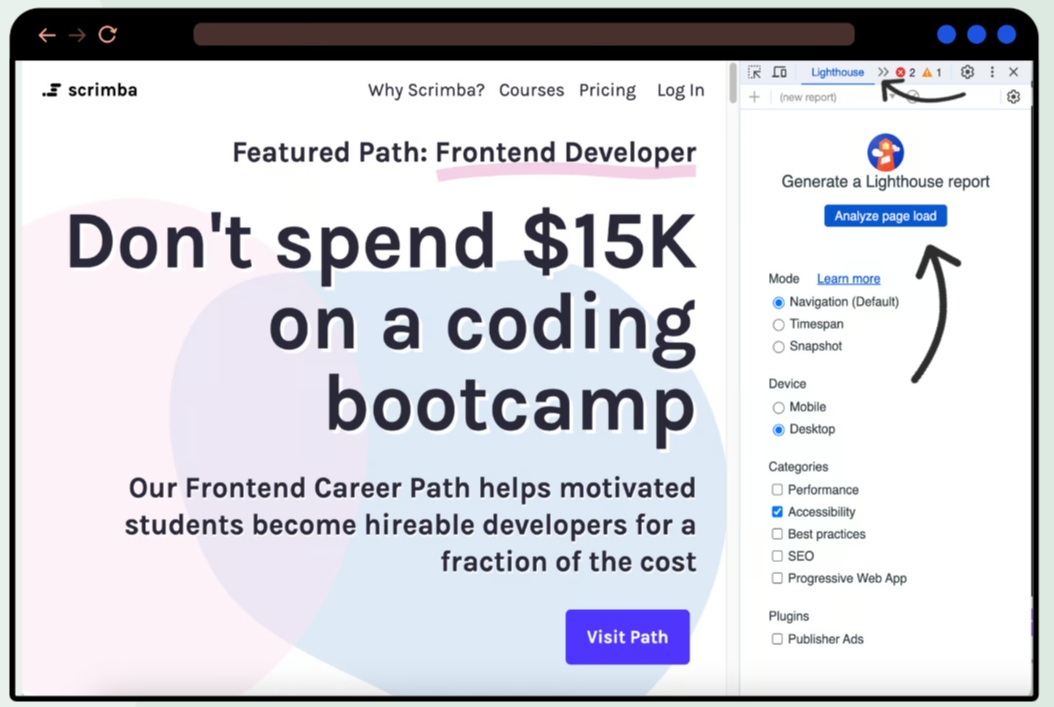 scrimba
Why Scrimba? Courses Pricing Log In
Featured Path: Frontend Developer
Don't spend $15K
on a coding
bootcamp
Our Frontend Career Path helps motivated
students become hireable developers for a
fraction of the cost
Visit Path
Lighthouse 2 1
(new report)
Generate a Lighthouse report
Analyze page load
Mode Learn more
Navigation (Default)
Timespan
Snapshot
Device
Mobile
Desktop
Categories
Performance
Accessibility
Best practices
SEO
Progressive Web App
Plugins
Publisher Ads